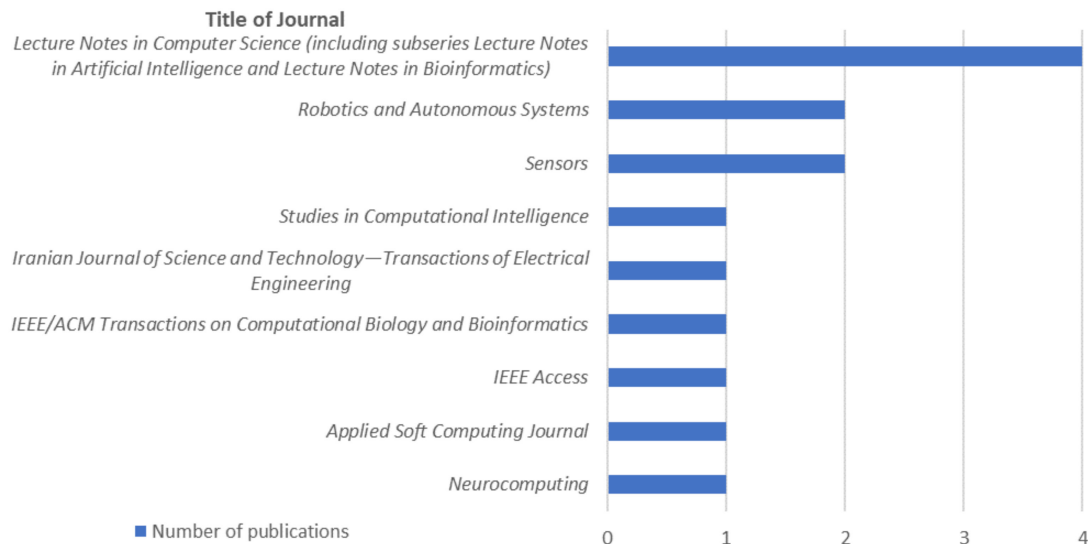 Title of Journal
Lecture Notes in Computer Science (including subseries Lecture Notes
in Artificial Intelligence and Lecture Notes in Bioinformatics)
Robotics and Autonomous Systems
Sensors
Studies in Computational Intelligence
Iranian Journal of Science and Technology—Transactions of Electrical
Engineering
IEEE/ACM Transactions on Computational Biology and Bioinformatics
IEEE Access
Applied Soft Computing Journal
Neurocomputing
Number of publications
0 1 2 3 4